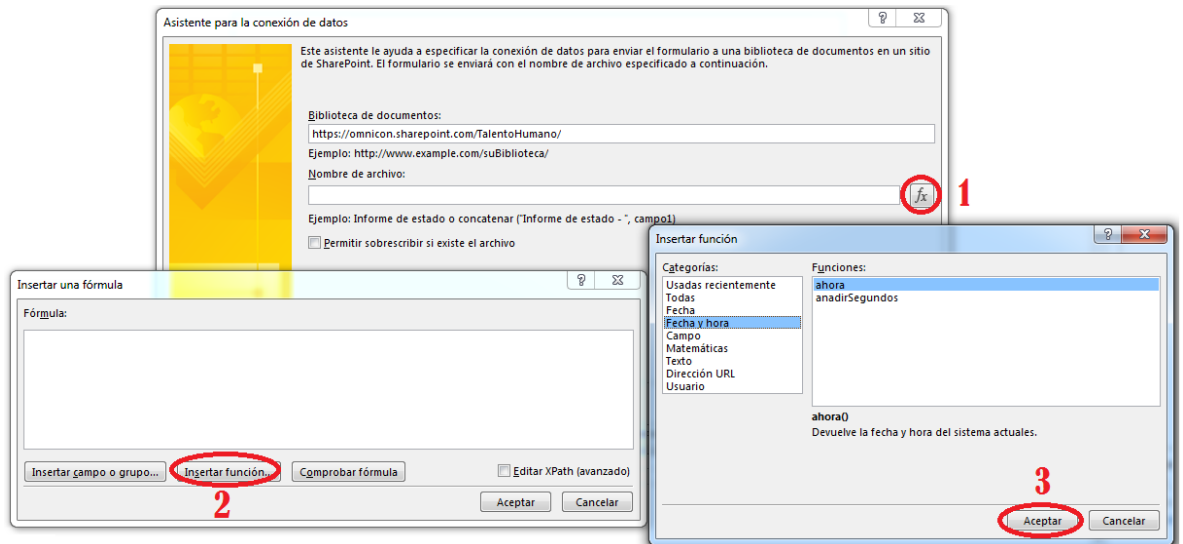 Asistente para la conexión de datos
Este asistente le ayuda a especificar la conexión de datos para enviar el formulario a una biblioteca de documentos en un sitio
de SharePoint. El formulario se enviará con el nombre de archivo especificado a continuación.
Biblioteca de documentos:
https://omnicon.sharepoint.com/TalentoHumano/
Ejemplo: http://www.example.com/suBiblioteca/
Nombre de archivo:
fx
1
Ejemplo: Informe de estado o concatenar ("Informe de estado - ", campo1)
Permitir sobrescribir si existe el archivo
Insertar una fórmula
Fórmula:
Insertar campo o grupo...
Insertar función...
Comprobar fórmula
Editar XPath (avanzado)
2
Aceptar
Cancelar
Insertar función
Categorías:
Usadas recientemente
Todas
Fecha
Fecha y hora
Campo
Matemáticas
Texto
Dirección URL
Usuario
Funciones:
ahora
anadirSegundos
ahora()
Devuelve la fecha y hora del sistema actuales.
3
Aceptar
Cancelar